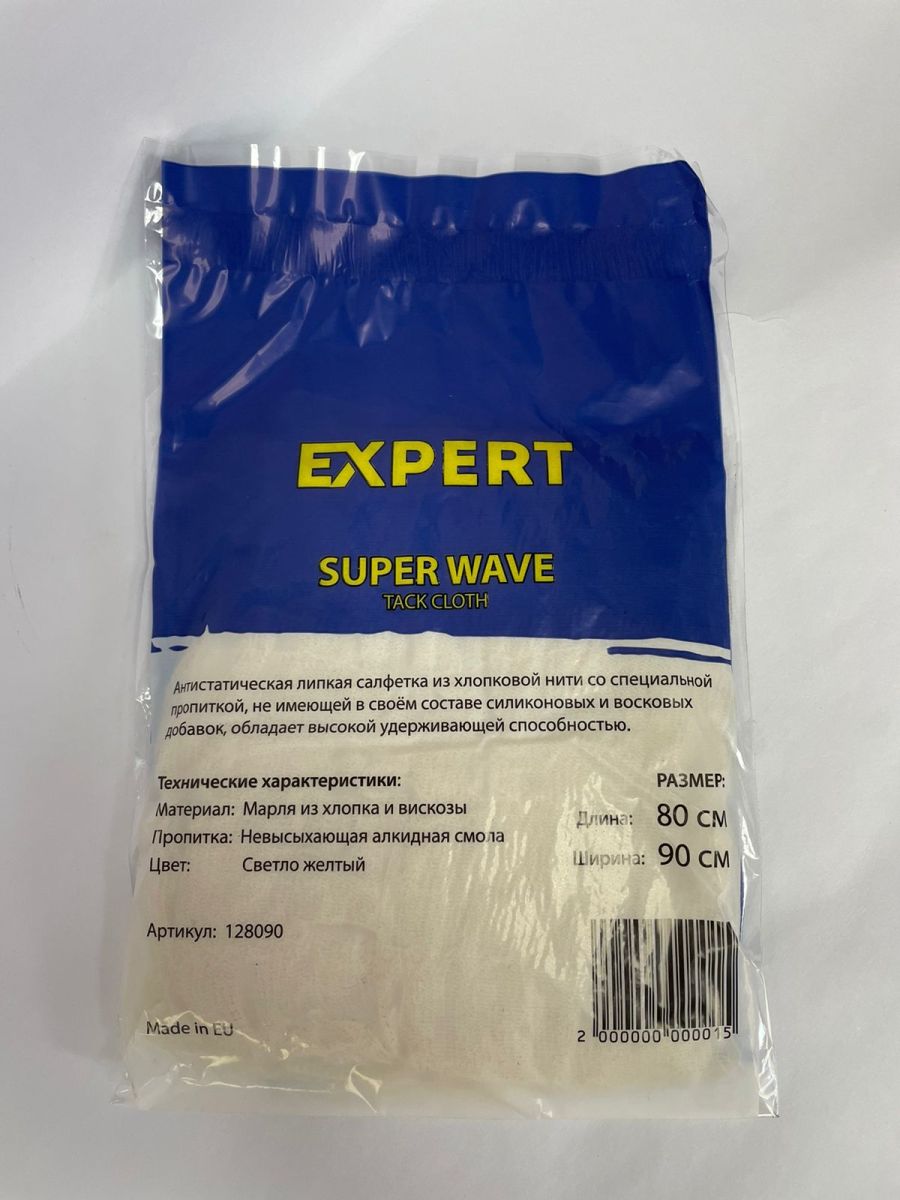 EXPERT
SUPER WAVE
TACK CLOTH
Антистатическая липкая салфетка из хлопковой нити со специальной
пропиткой, не имеющей в своём составе силиконовых и восковых
добавок, обладает высокой удерживающей способностью.
Технические характеристики:
Материал: Марля из хлопка и вискозы
Пропитка: Невысыхающая алкидная смола
Цвет: Светло желтый
РАЗМЕР:
Длина: 80 СМ
Ширина: 90 СМ
Артикул: 128090
Made in EU
2 000000 000015